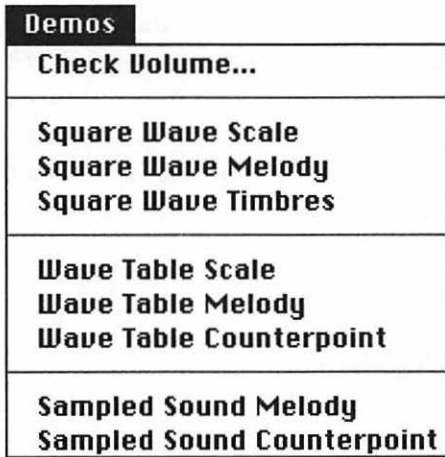 Demos
Check Volume...
Square Wave Scale
Square Wave Melody
Square Wave Timbres
Wave Table Scale
Wave Table Melody
Wave Table Counterpoint
Sampled Sound Melody
Sampled Sound Counterpoint